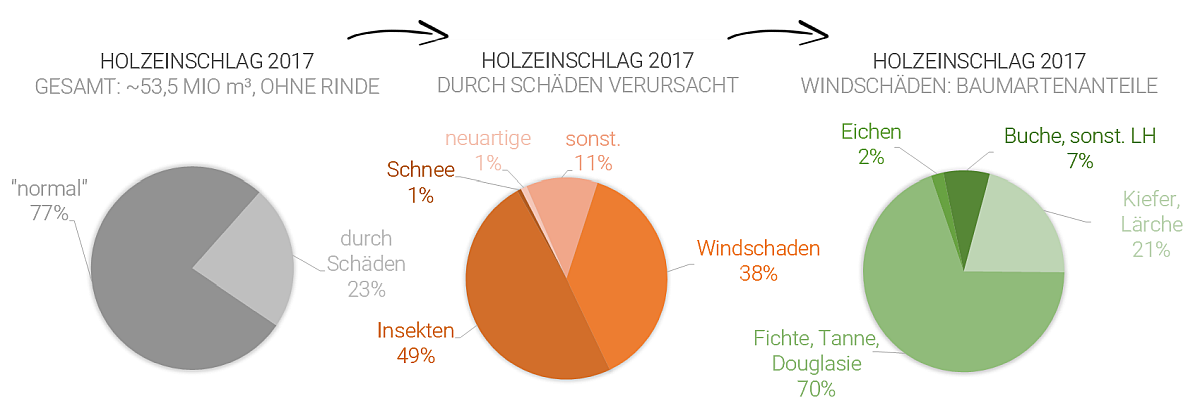 HOLZEINSCHLAG 2017
GESAMT: ~53,5 MIO m³, OHNE RINDE
"normal"
77%
durch
Schäden
23%
HOLZEINSCHLAG 2017
DURCH SCHÄDEN VERURSACHT
neuartige
1%
sonst.
11%
Schnee
1%
Windschaden
38%
Insekten
49%
HOLZEINSCHLAG 2017
WINDSCHÄDEN: BAUMARTENANTEILE
Eichen
2%
Buche, sonst. LH
7%
Kiefer,
Lärche
21%
Fichte, Tanne,
Douglasie
70%